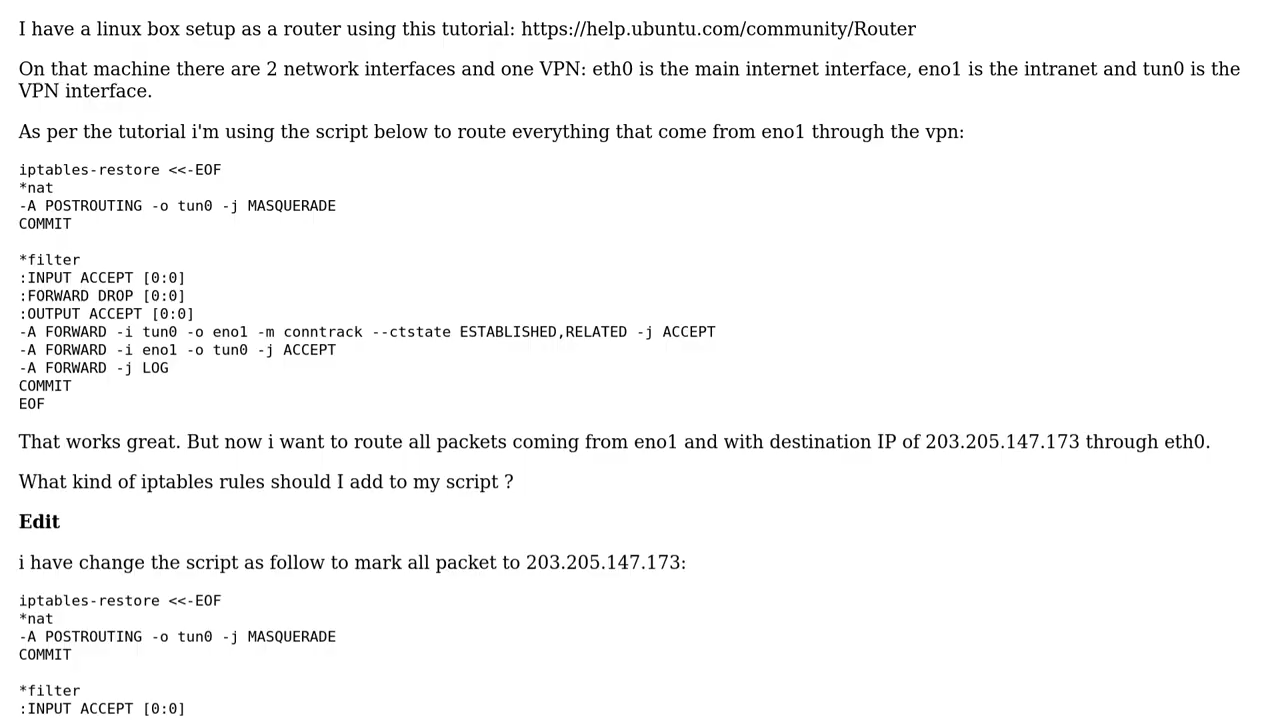 I have a linux box setup as a router using this tutorial: https://help.ubuntu.com/community/Router
On that machine there are 2 network interfaces and one VPN: eth0 is the main internet interface, eno1 is the intranet and tun0 is the
VPN interface.
As per the tutorial i'm using the script below to route everything that come from eno1 through the vpn:
iptables-restore <<-EOF
*nat
-A POSTROUTING -o tun0 -j MASQUERADE
COMMIT
*filter
:INPUT ACCEPT [0:0]
:FORWARD DROP [0:0]
:OUTPUT ACCEPT [0:0]
-A FORWARD -i tun0 -o eno1 -m conntrack --ctstate ESTABLISHED,RELATED -j ACCEPT
-A FORWARD -i eno1 -o tun0 -j ACCEPT
-A FORWARD -j LOG
COMMIT
EOF
That works great. But now i want to route all packets coming from eno1 and with destination IP of 203.205.147.173 through eth0.
What kind of iptables rules should I add to my script ?
Edit
i have change the script as follow to mark all packet to 203.205.147.173:
iptables-restore <<-EOF
*nat
-A POSTROUTING -o tun0 -j MASQUERADE
COMMIT
*filter
:INPUT ACCEPT [0:0]